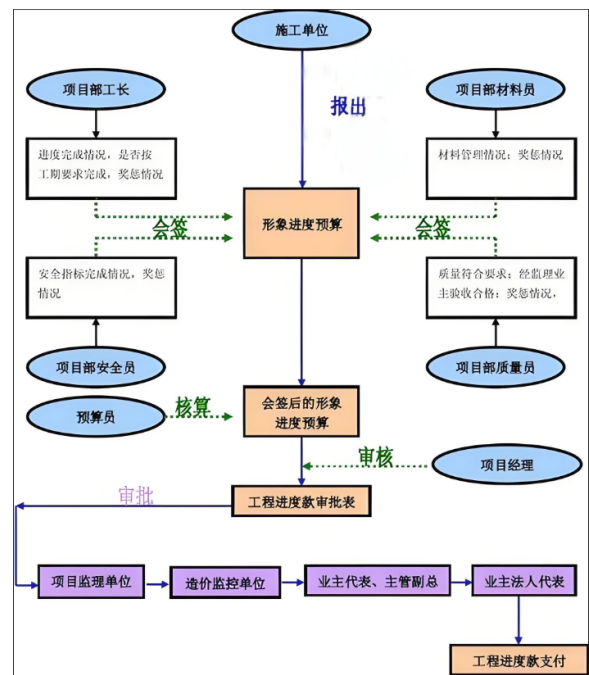 施工单位
项目部工长
项目部材料员
报出
进度完成情况，是否按
工期要求完成，奖惩情况
材料管理情况；奖惩情况
会签
形象进度预算
会签
安全指标完成情况，奖惩
情况
质量符合要求；经监理业
主验收合格；奖惩情况，
项目部安全员
项目部质量员
预算员
核算
会签后的形象
进度预算
审核
项目经理
审批
工程进度款审批表
项目监理单位
造价监控单位
业主代表、主管副总
业主法人代表
工程进度款支付